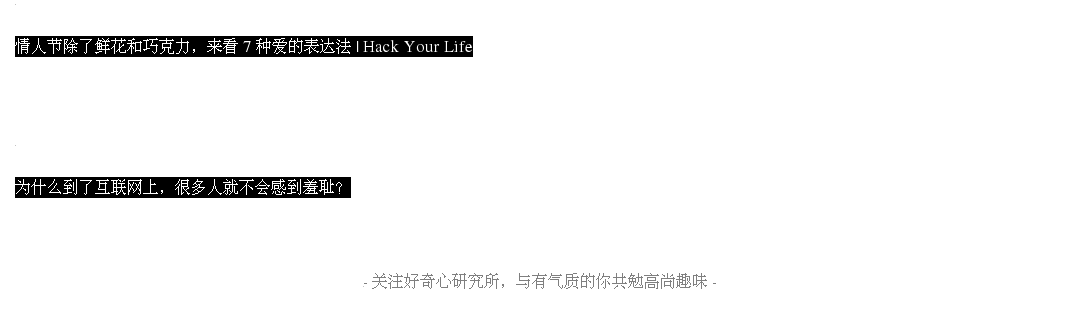 情人节除了鲜花和巧克力，来看 7 种爱的表达法 | Hack Your Life
为什么到了互联网上，很多人就不会感到羞耻？
- 关注好奇心研究所，与有气质的你共勉高尚趣味 -